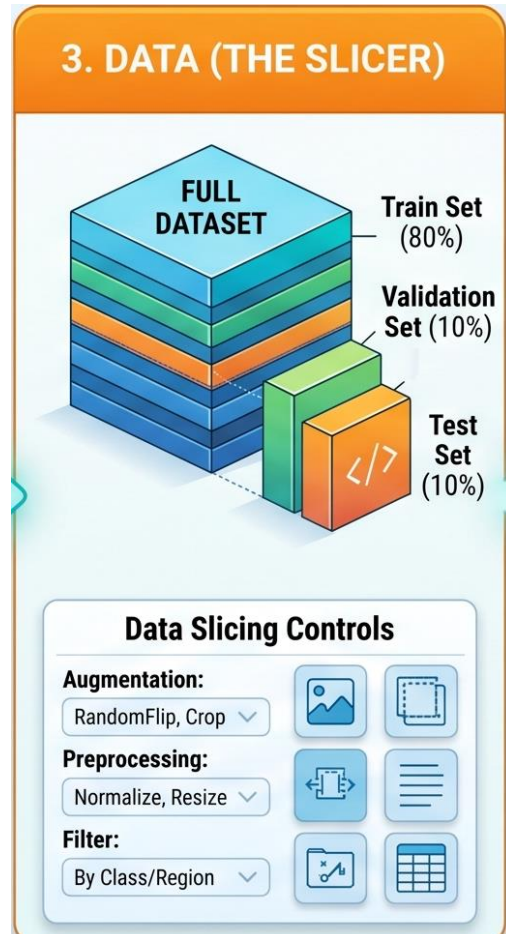 3. DATA (THE SLICER)
FULL
DATASET
Train Set
(80%)
Validation
Set (10%)
</>
Test
Set
(10%)
Data Slicing Controls
Augmentation:
RandomFlip, Crop
Preprocessing:
Normalize, Resize
Filter:
By Class/Region